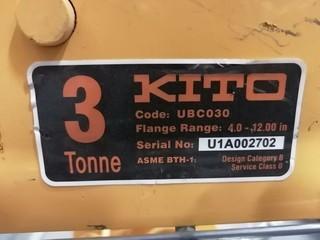 3
Tonne
KITO
Code: UBC030
Flange Range: 4.0 -12.00 in
Serial No: U1A002702
ASME BTH-1: Design Category B
Service Class 0